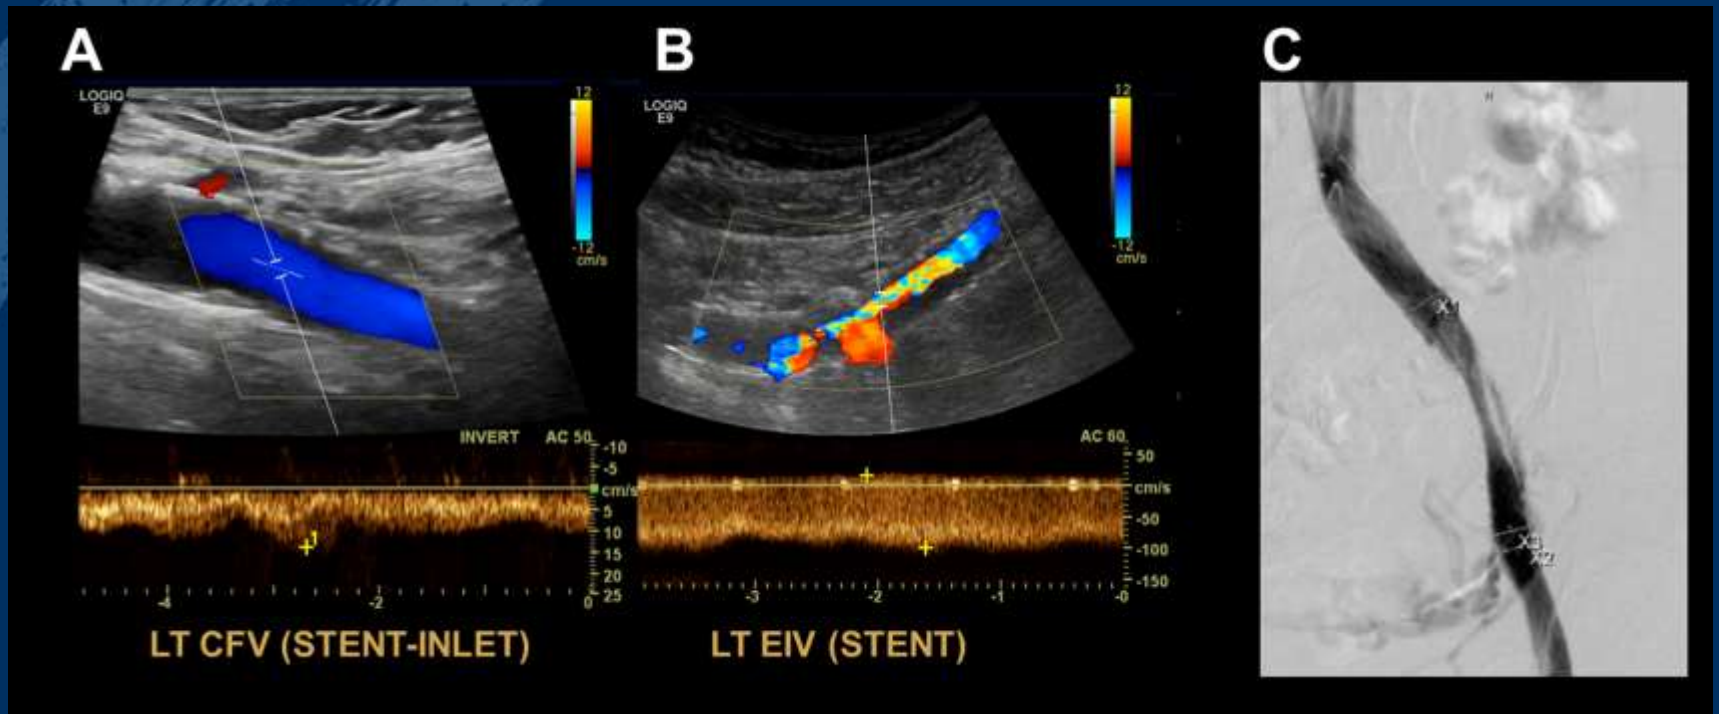 A
B
C
LOGIQ
E9
12
-12
cm/s
LOGIQ
E9
12
-12
cm/s
INVERT AC 50
-10
-5
cm/s
5
10
15
20
25
1
-4
-2
0
AC 60
50
cm/s
-50
-100
-150
-3
-2
-1
-0
H
X1
X3
X2
LT CFV (STENT-INLET)
LT EIV (STENT)